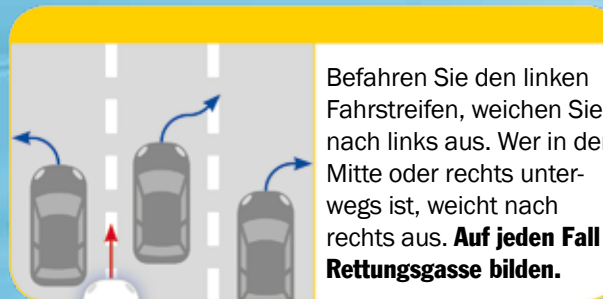 Befahren Sie den linken
Fahrstreifen, weichen Sie
nach links aus. Wer in der
Mitte oder rechts unter-
wegs ist, weicht nach
rechts aus. Auf jeden Fall
Rettungsgasse bilden.